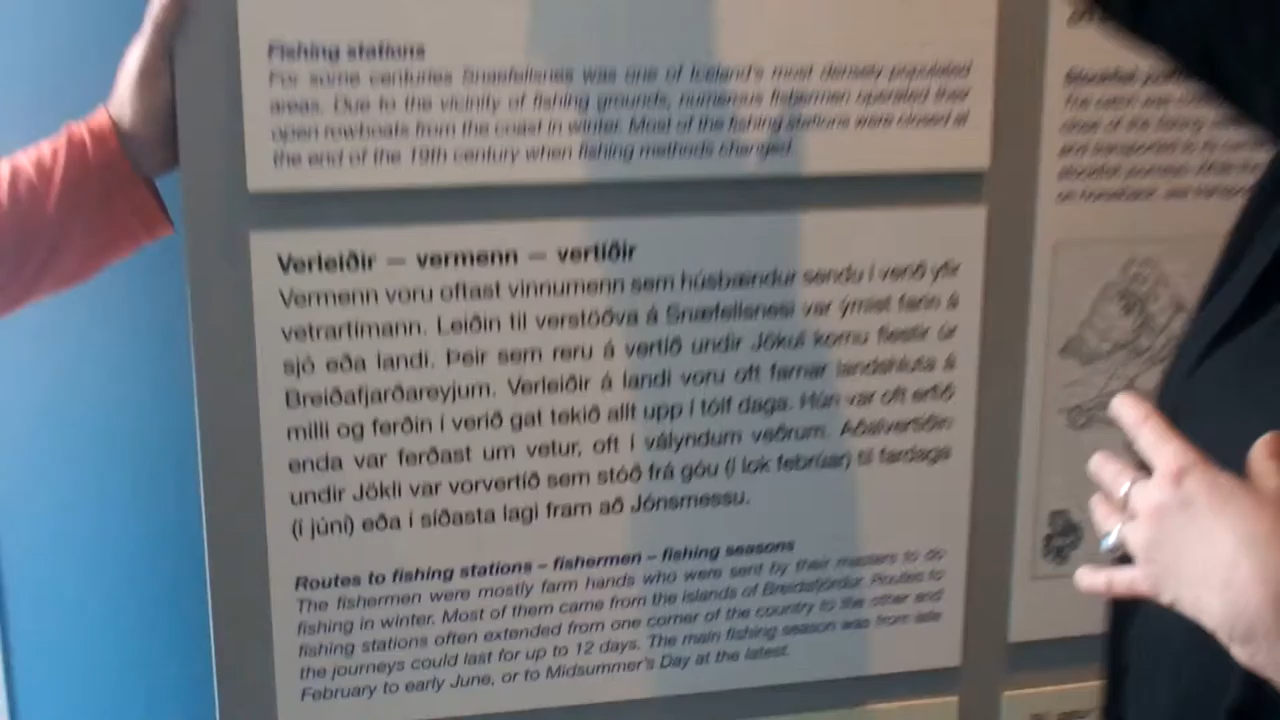 Fishing stations
For some centuries Snæfellsnes was one of Iceland's most densely populated
areas. Due to the vicinity of fishing grounds, numerous fishermen operated their
open rowboats from the coast in winter. Most of the fishing stations were closed at
the end of the 19th century when fishing methods changed.
Verleiðir – vermenn – vertíðir
Vermenn voru oftast vinnumenn sem húsbændur sendu í verið yfir
vetrartímann. Leiðin til verstöðva á Snæfellsnesi var ýmist farin á
sjó eða landi. Þeir sem reru á vertíð undir Jökul komu flestir úr
Breiðafjarðareyjum. Verleiðir á landi voru oft farnar landshluta á
milli og ferðin í verið gat tekið allt upp í tólf daga. Hún var oft erfið
enda var ferðast um vetur, oft í vályndum veðrum. Aðalvertíðin
undir Jökli var vorvertíð sem stóð frá góu (í lok febrúar) til fardaga
(í júní) eða í síðasta lagi fram að Jónsmessu.
Routes to fishing stations – fishermen – fishing seasons
The fishermen were mostly farm hands who were sent by their masters to do
fishing in winter. Most of them came from the islands of Breiðafjörður. Routes to
fishing stations often extended from one corner of the country to the other and
the journeys could last for up to 12 days. The main fishing season was from late
February to early June, or to Midsummer's Day at the latest.